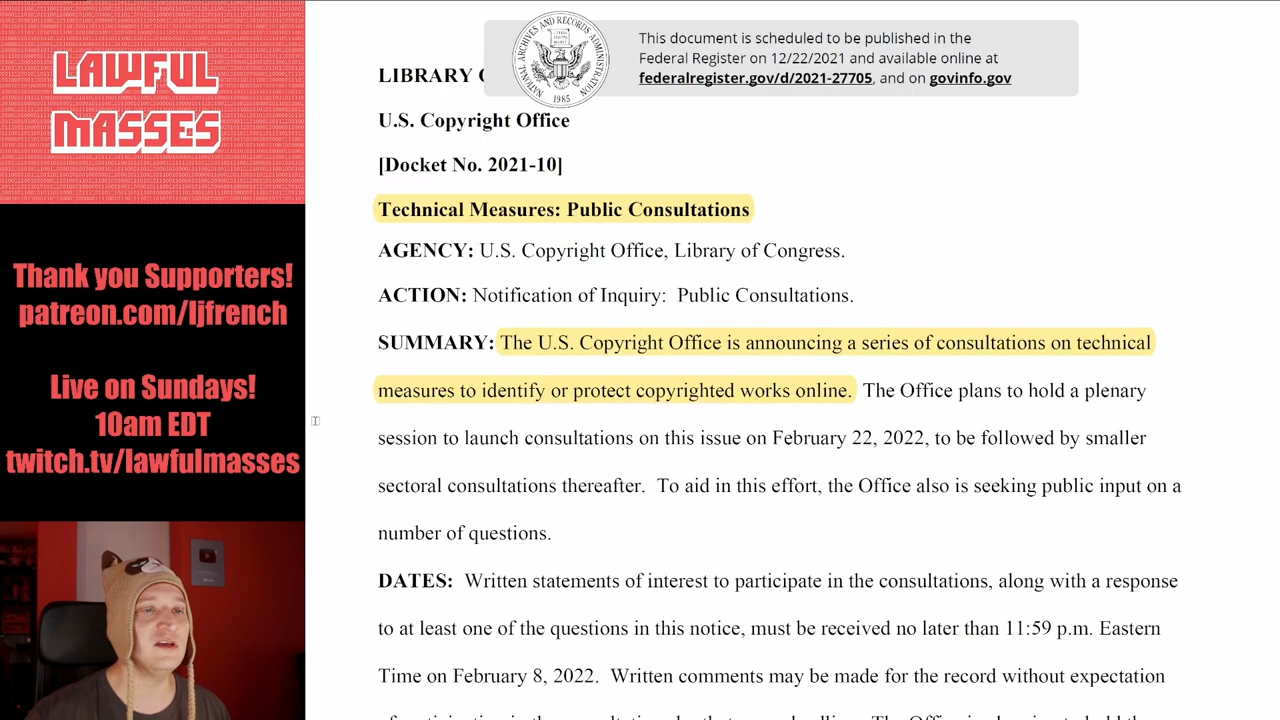 LAWFUL
MASSES
Thank you Supporters!
patreon.com/ljfrench
Live on Sundays!
10am EDT
twitch.tv/lawfulmasses
This document is scheduled to be published in the
Federal Register on 12/22/2021 and available online at
federalregister.gov/d/2021-27705, and on govinfo.gov
NATIONAL ARCHIVES AND RECORDS ADMINISTRATION
1985
LIBRARY
U.S. Copyright Office
[Docket No. 2021-10]
Technical Measures: Public Consultations
AGENCY: U.S. Copyright Office, Library of Congress.
ACTION: Notification of Inquiry: Public Consultations.
SUMMARY: The U.S. Copyright Office is announcing a series of consultations on technical
measures to identify or protect copyrighted works online. The Office plans to hold a plenary
session to launch consultations on this issue on February 22, 2022, to be followed by smaller
sectoral consultations thereafter. To aid in this effort, the Office also is seeking public input on a
number of questions.
DATES: Written statements of interest to participate in the consultations, along with a response
to at least one of the questions in this notice, must be received no later than 11:59 p.m. Eastern
Time on February 8, 2022. Written comments may be made for the record without expectation